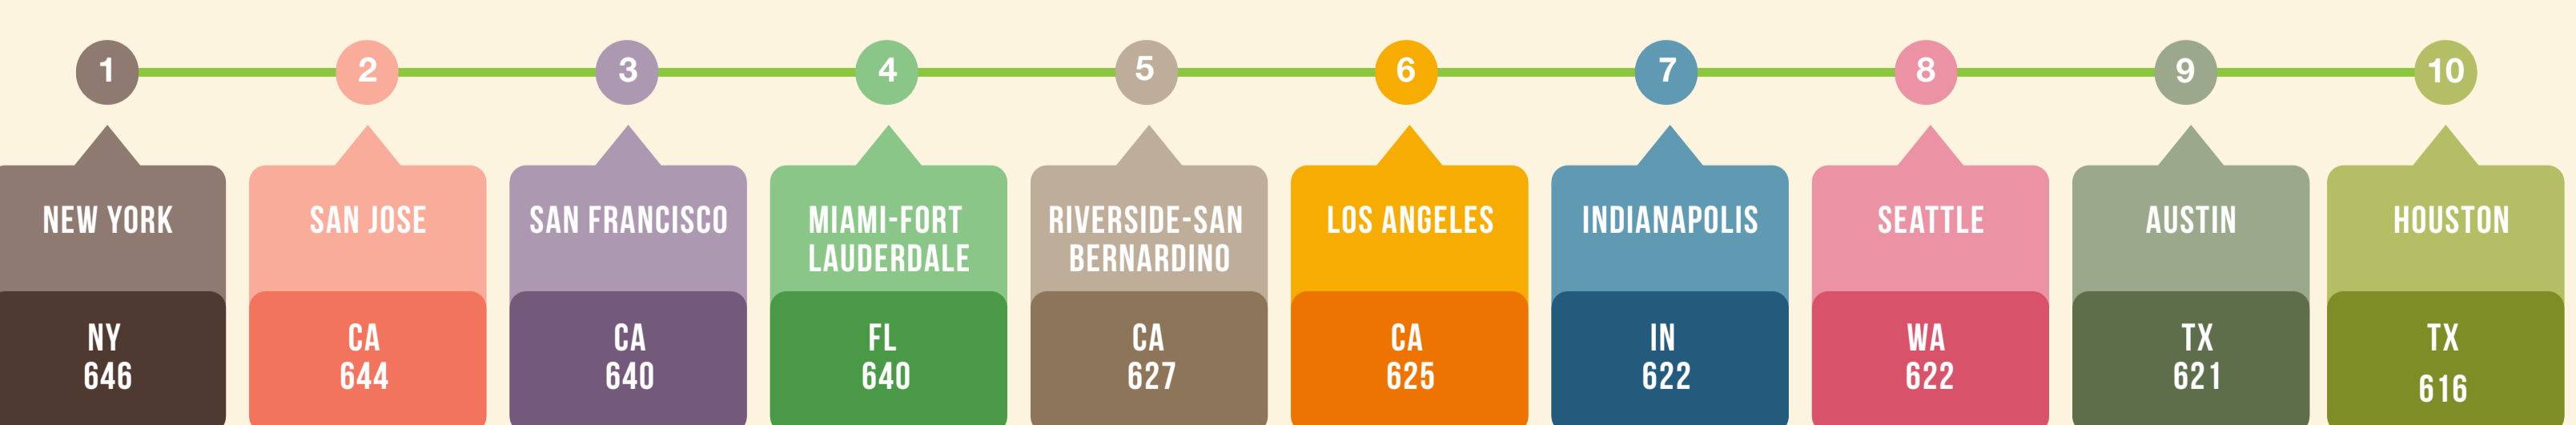 1
2
3
4
5
6
7
8
9
10
NEW YORK
NY
646
SAN JOSE
CA
644
SAN FRANCISCO
CA
640
MIAMI-FORT
LAUDERDALE
FL
640
RIVERSIDE-SAN
BERNARDINO
CA
627
LOS ANGELES
CA
625
INDIANAPOLIS
IN
622
SEATTLE
WA
622
AUSTIN
TX
621
HOUSTON
TX
616